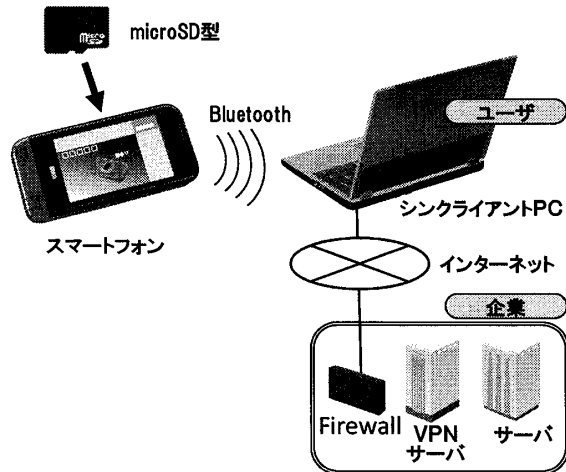 microSD型
Bluetooth
ユーザ
シンクライアントPC
スマートフォン
インターネット
企業
Firewall
VPN
サーバ
サーバ